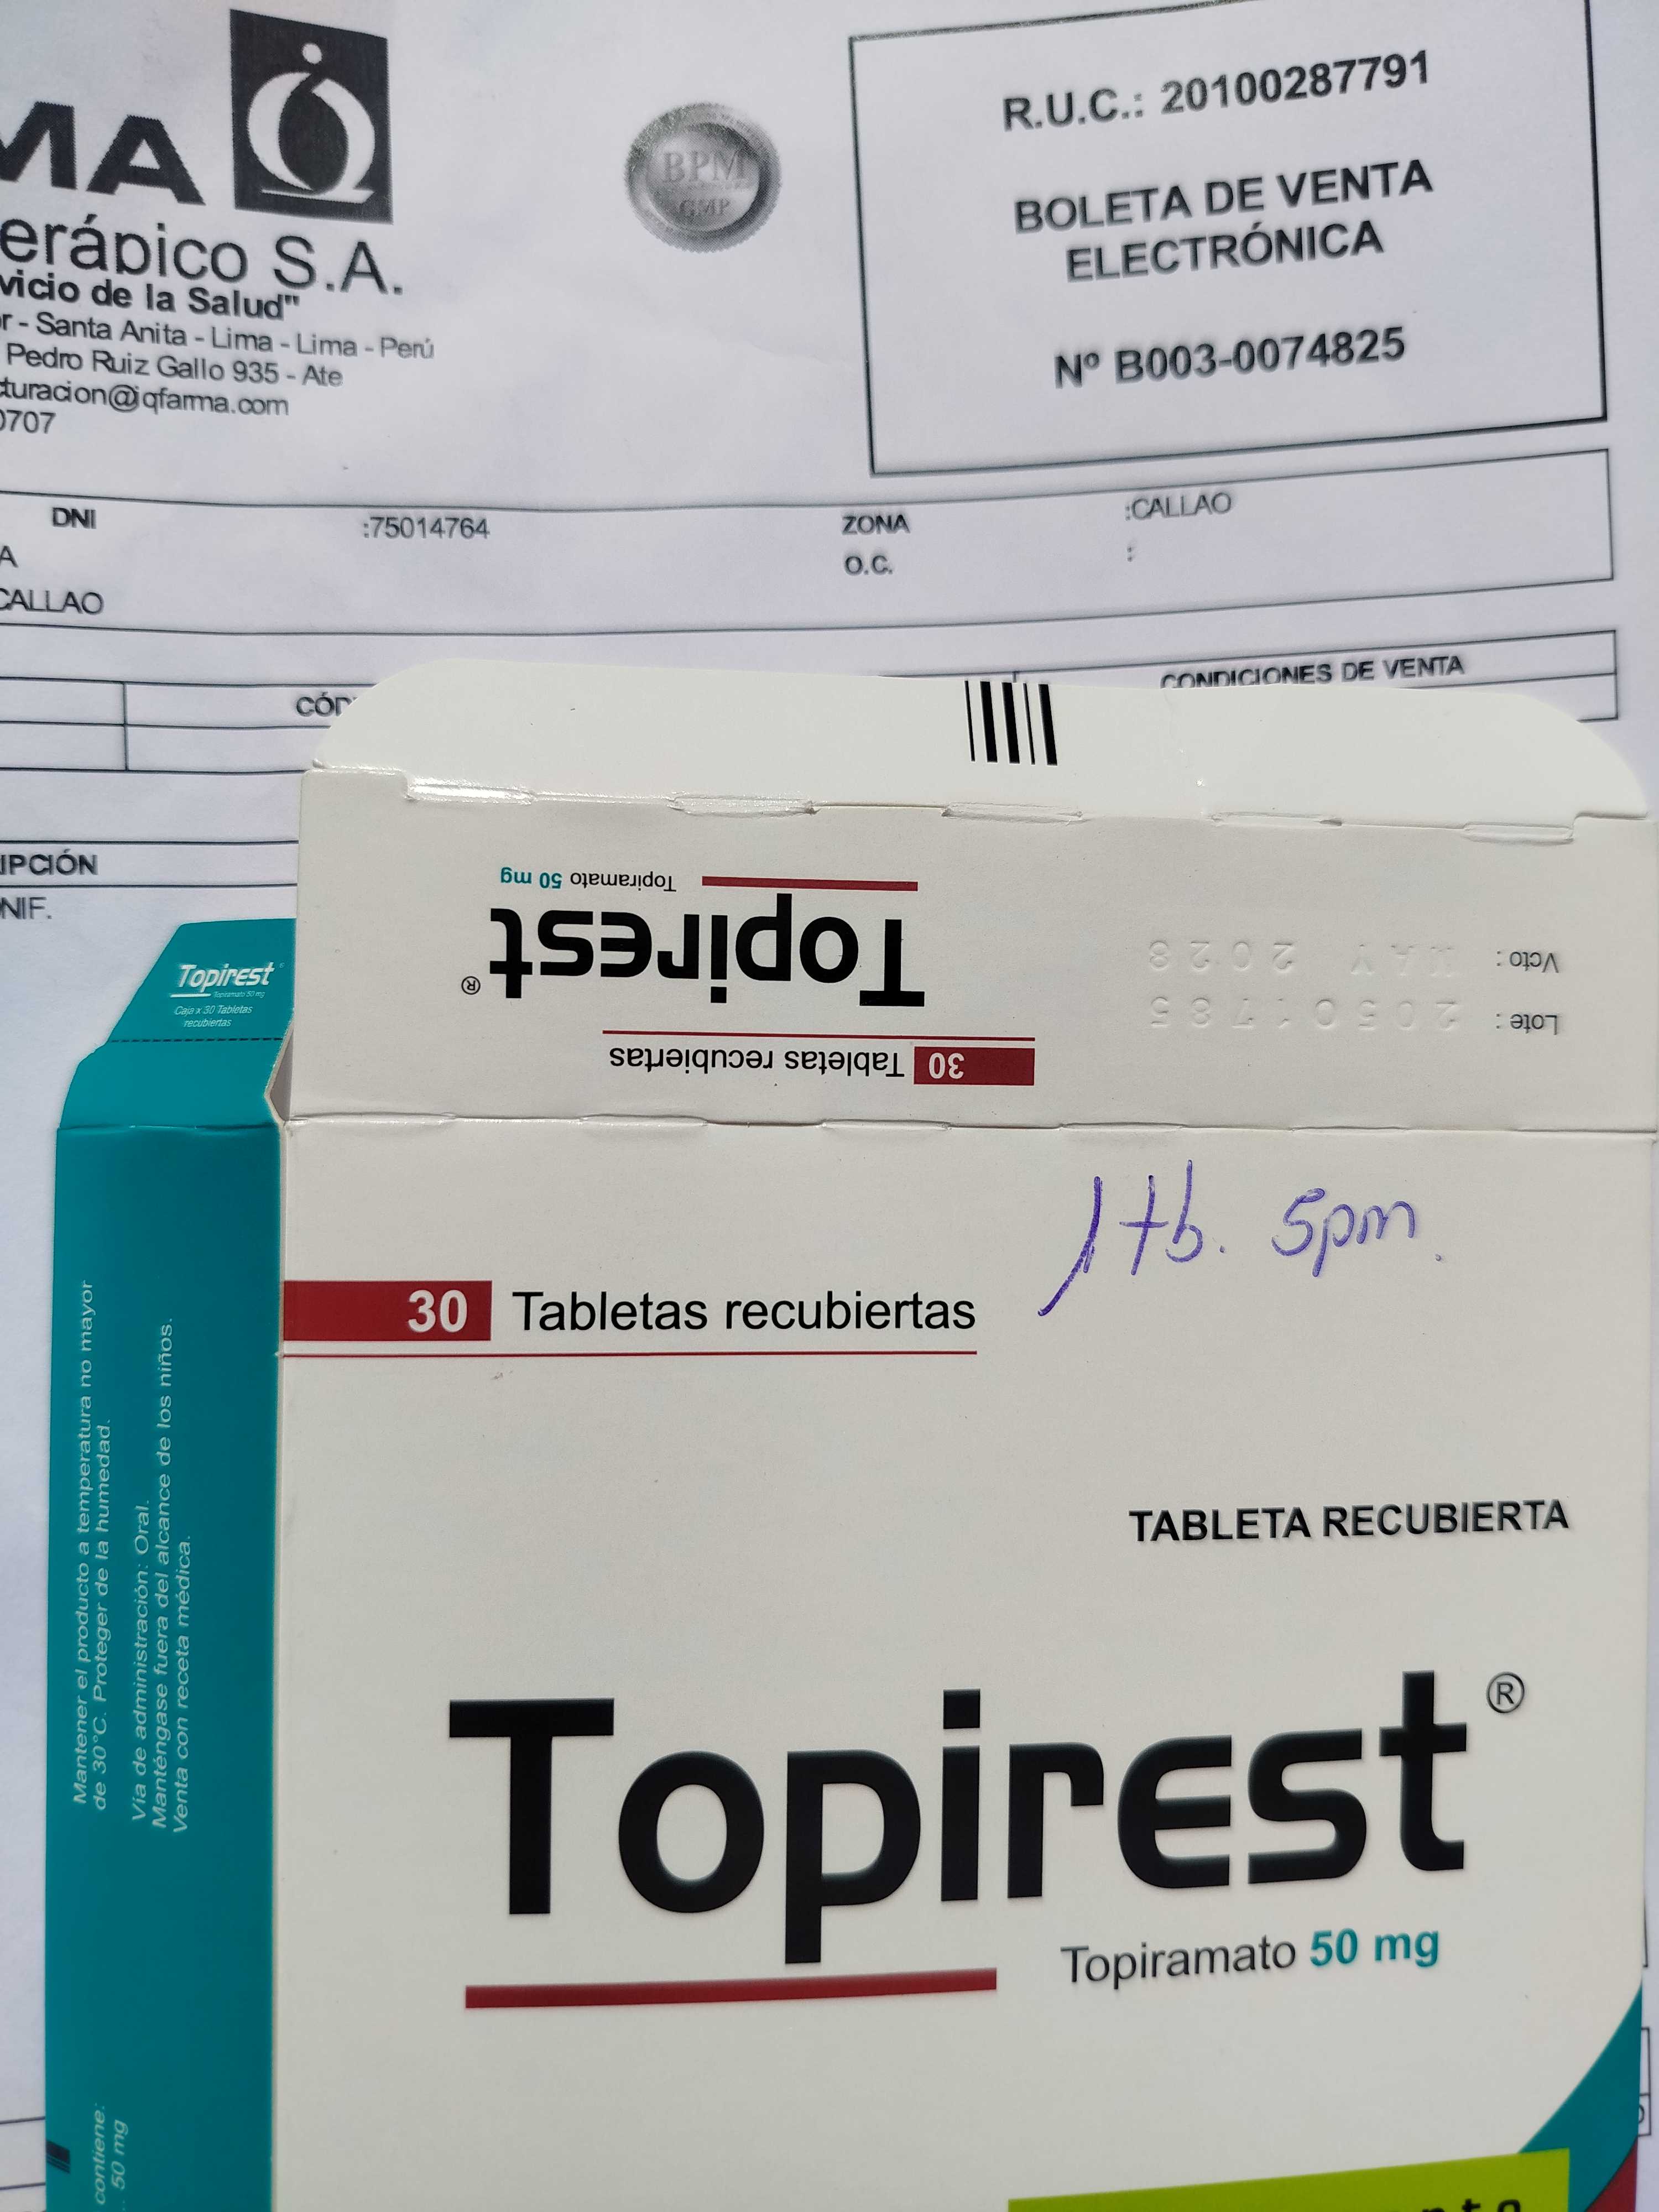 MA
erápico S.A.
vicio de la Salud"
r - Santa Anita - Lima - Lima - Perú
Pedro Ruiz Gallo 935 - Ate
cturacion@iqfarma.com
0707
BPM
GMP
R.U.C.: 20100287791
BOLETA DE VENTA
ELECTRÓNICA
Nº B003-0074825
DNI :75014764 ZONA :CALLAO
A O.C. :
CALLAO
CÓD CONDICIONES DE VENTA
IPCIÓN
NIF.
Topirest
Topiramato 50 mg
Caja x 30 Tabletas
recubiertas
30 Tabletas recubiertas
Topirest®
Topiramato 50 mg
Lote: 20501785
Vcto: MAY 2028
1 tb. 5pm.
30 Tabletas recubiertas
TABLETA RECUBIERTA
Topirest®
Topiramato 50 mg
Mantener el producto a temperatura no mayor
de 30°C. Proteger de la humedad.
Vía de administración: Oral.
Manténgase fuera del alcance de los niños.
Venta con receta médica.
contiene:
50 mg